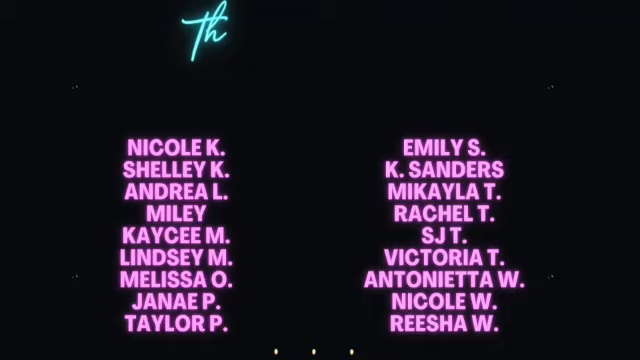 Th
NICOLE K.
SHELLEY K.
ANDREA L.
MILEY
KAYCEE M.
LINDSEY M.
MELISSA O.
JANAE P.
TAYLOR P.
EMILY S.
K. SANDERS
MIKAYLA T.
RACHEL T.
SJ T.
VICTORIA T.
ANTONIETTA W.
NICOLE W.
REESHA W.